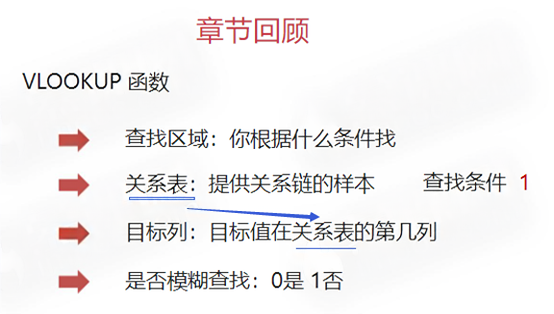 章节回顾
VLOOKUP 函数
查找区域：你根据什么条件找
关系表：提供关系链的样本 查找条件 1
目标列：目标值在关系表的第几列
是否模糊查找：0是 1否